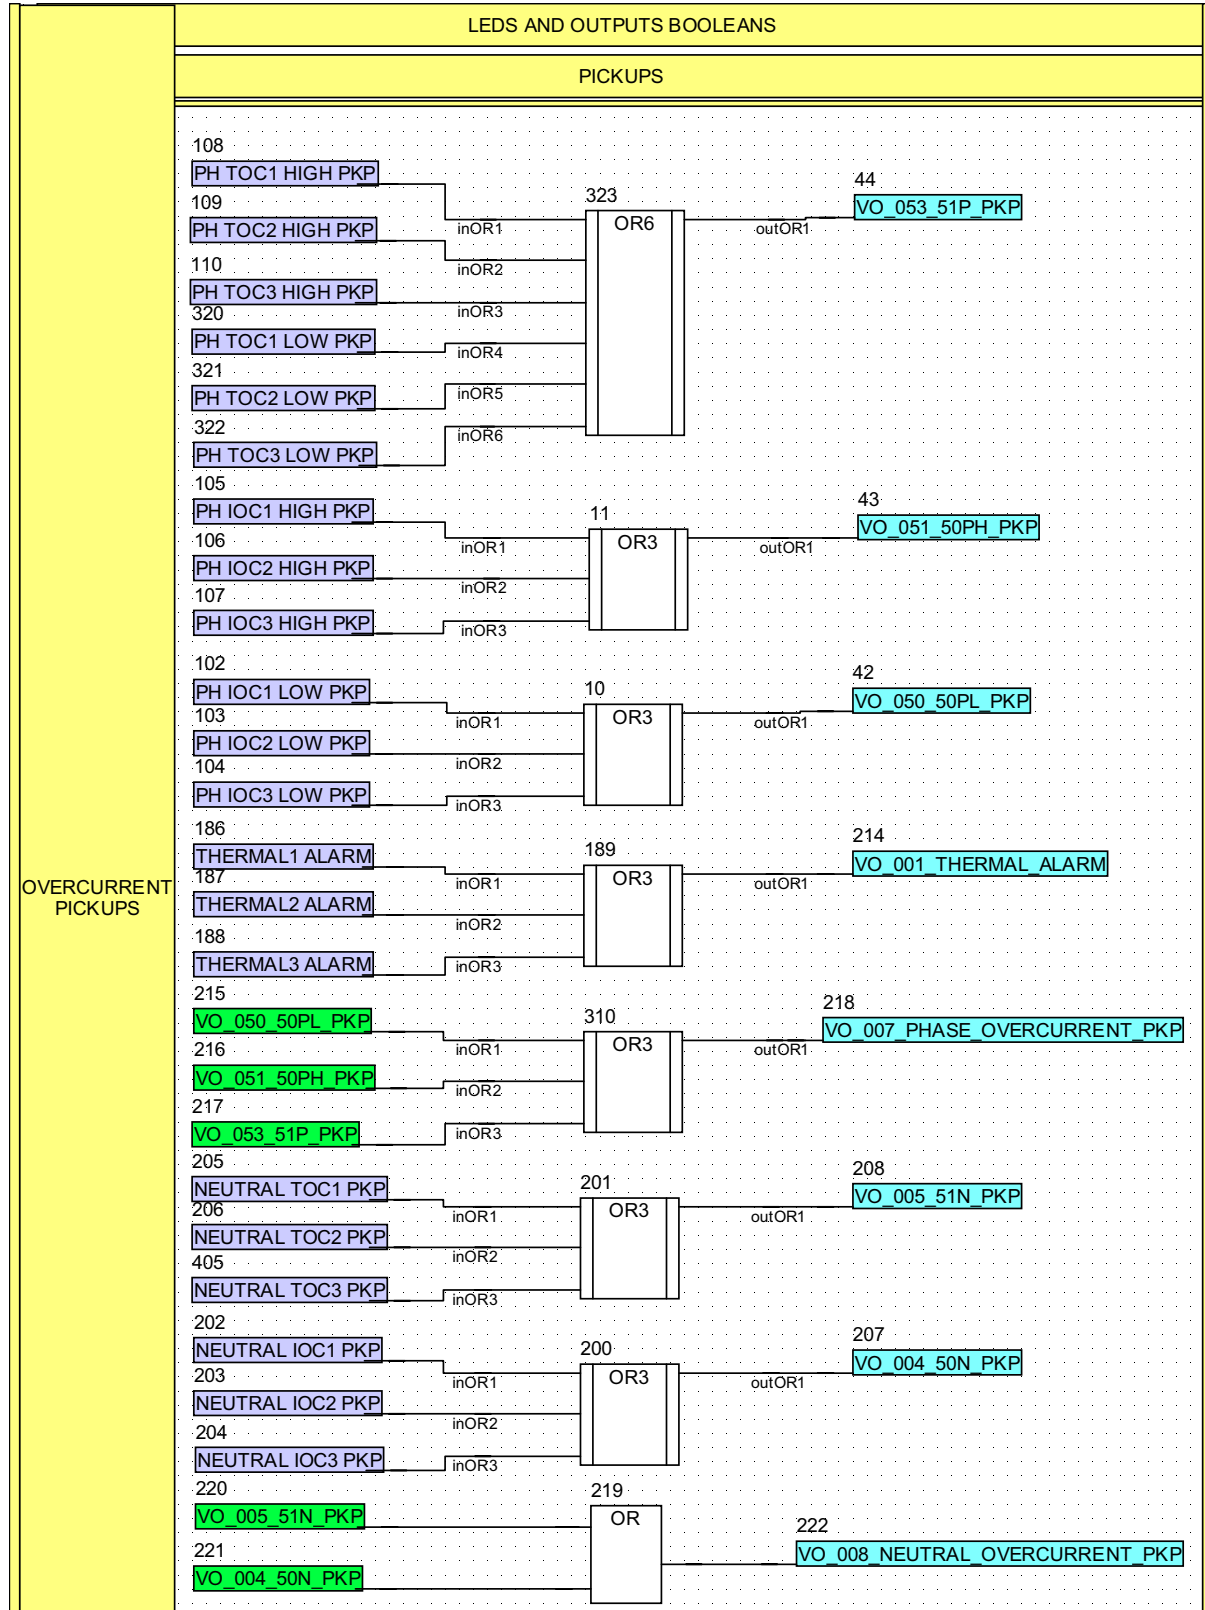 LEDS AND OUTPUTS BOOLEANS
PICKUPS
OVERCURRENT
PICKUPS
108
PH TOC1 HIGH PKP
109
PH TOC2 HIGH PKP
110
PH TOC3 HIGH PKP
320
PH TOC1 LOW PKP
321
PH TOC2 LOW PKP
322
PH TOC3 LOW PKP
inOR1
inOR2
inOR3
inOR4
inOR5
inOR6
323
OR6
outOR1
44
VO_053_51P_PKP
105
PH IOC1 HIGH PKP
106
PH IOC2 HIGH PKP
107
PH IOC3 HIGH PKP
inOR1
inOR2
inOR3
11
OR3
outOR1
43
VO_051_50PH_PKP
102
PH IOC1 LOW PKP
103
PH IOC2 LOW PKP
104
PH IOC3 LOW PKP
inOR1
inOR2
inOR3
10
OR3
outOR1
42
VO_050_50PL_PKP
186
THERMAL1 ALARM
187
THERMAL2 ALARM
188
THERMAL3 ALARM
inOR1
inOR2
inOR3
189
OR3
outOR1
214
VO_001_THERMAL_ALARM
215
VO_050_50PL_PKP
216
VO_051_50PH_PKP
217
VO_053_51P_PKP
inOR1
inOR2
inOR3
310
OR3
outOR1
218
VO_007_PHASE_OVERCURRENT_PKP
205
NEUTRAL TOC1 PKP
206
NEUTRAL TOC2 PKP
405
NEUTRAL TOC3 PKP
inOR1
inOR2
inOR3
201
OR3
outOR1
208
VO_005_51N_PKP
202
NEUTRAL IOC1 PKP
203
NEUTRAL IOC2 PKP
204
NEUTRAL IOC3 PKP
inOR1
inOR2
inOR3
200
OR3
outOR1
207
VO_004_50N_PKP
220
VO_005_51N_PKP
221
VO_004_50N_PKP
219
OR
222
VO_008_NEUTRAL_OVERCURRENT_PKP